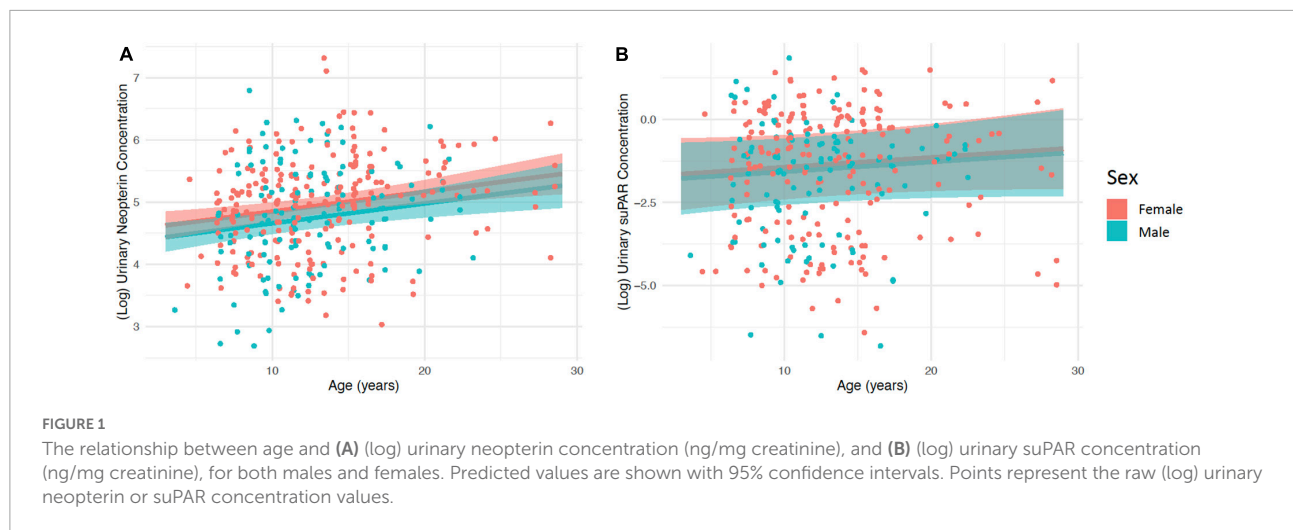 A
(Log) Urinary Neopterin Concentration
7
6
5
4
3
10
20
30
Age (years)
B
(Log) Urinary suPAR Concentration
0.0
−2.5
−5.0
10
20
30
Age (years)
Sex
Female
Male
FIGURE 1
The relationship between age and (A) (log) urinary neopterin concentration (ng/mg creatinine), and (B) (log) urinary suPAR concentration
(ng/mg creatinine), for both males and females. Predicted values are shown with 95% confidence intervals. Points represent the raw (log) urinary
neopterin or suPAR concentration values.